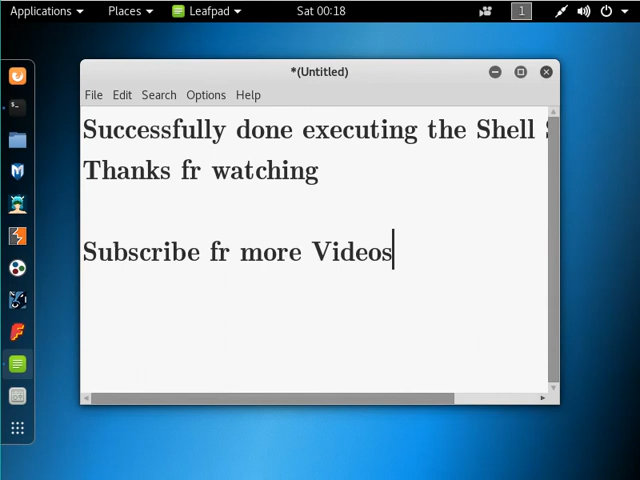 Applications Places Leafpad Sat 00:18 1
*(Untitled)
File Edit Search Options Help
Successfully done executing the Shell
Thanks fr watching
Subscribe fr more Videos